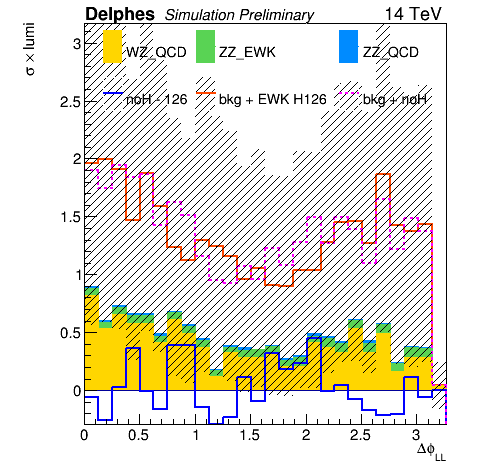 Delphes Simulation Preliminary 14 TeV
σ × lumi
WZ_QCD ZZ_EWK ZZ_QCD
noH - 126 bkg + EWK H126 bkg + noH
3
2.5
2
1.5
1
0.5
0
0 0.5 1 1.5 2 2.5 3
Δϕ_LL